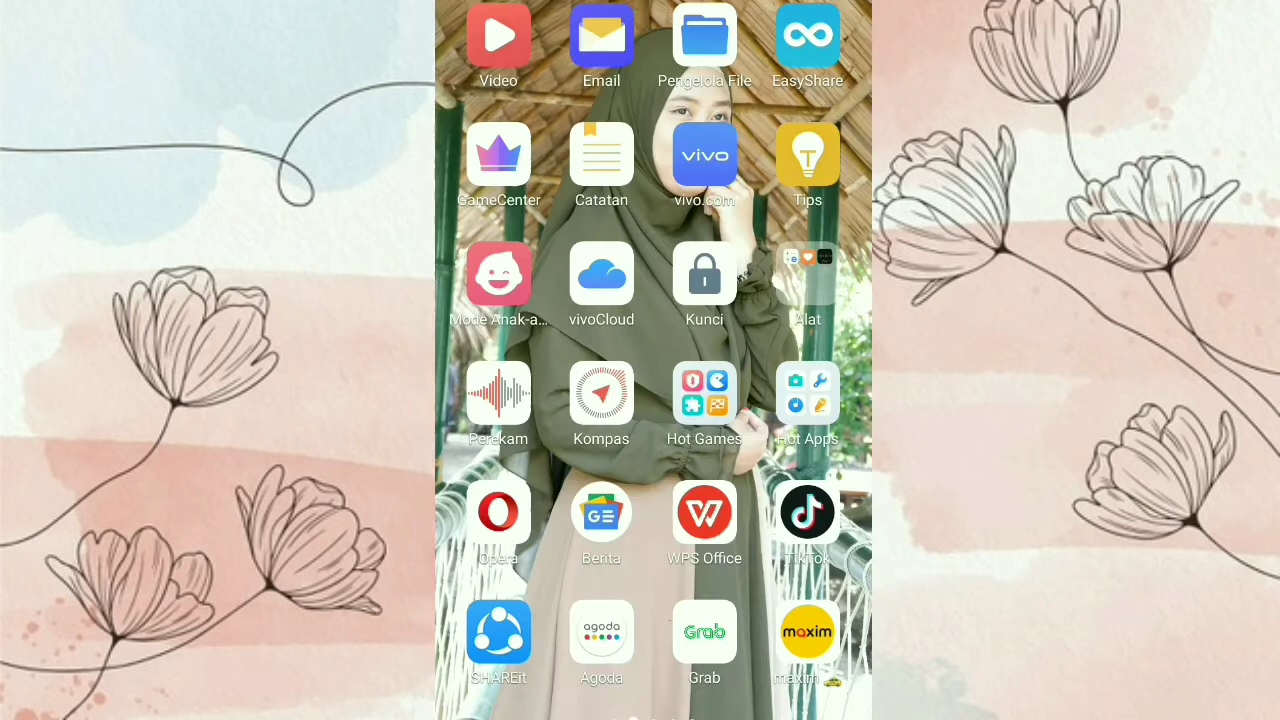 Video Email Pengelola File EasyShare
vivo
T
GameCenter Catatan vivo.com Tips
Mode Anak-a... vivoCloud Kunci Alat
Perekam Kompas Hot Games Hot Apps
GE
Opera Berita WPS Office TikTok
agoda Grab maxim
SHAREit Agoda Grab maxim